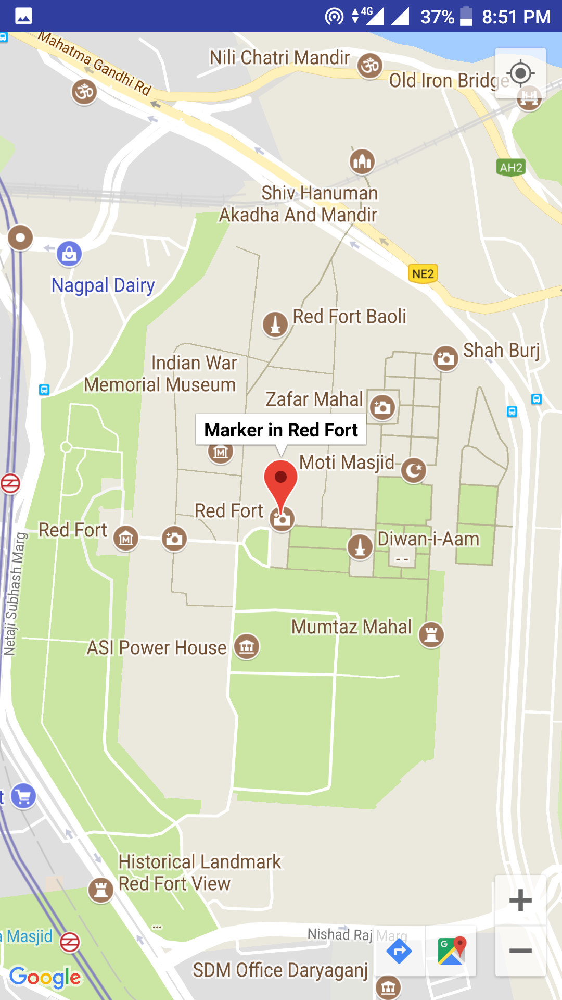 4G
37%
8:51 PM
Mahatma Gandhi Rd
Nili Chatri Mandir
Old Iron Bridge
AH2
Shiv Hanuman
Akadha And Mandir
Nagpal Dairy
NE2
Red Fort Baoli
Shah Burj
Indian War
Memorial Museum
Zafar Mahal
Marker in Red Fort
Moti Masjid
Red Fort
Red Fort
Diwan-i-Aam
Netaji Subhash Marg
Mumtaz Mahal
ASI Power House
t
Historical Landmark
Red Fort View
a Masjid
Nishad Raj Marg
Google
SDM Office Daryaganj